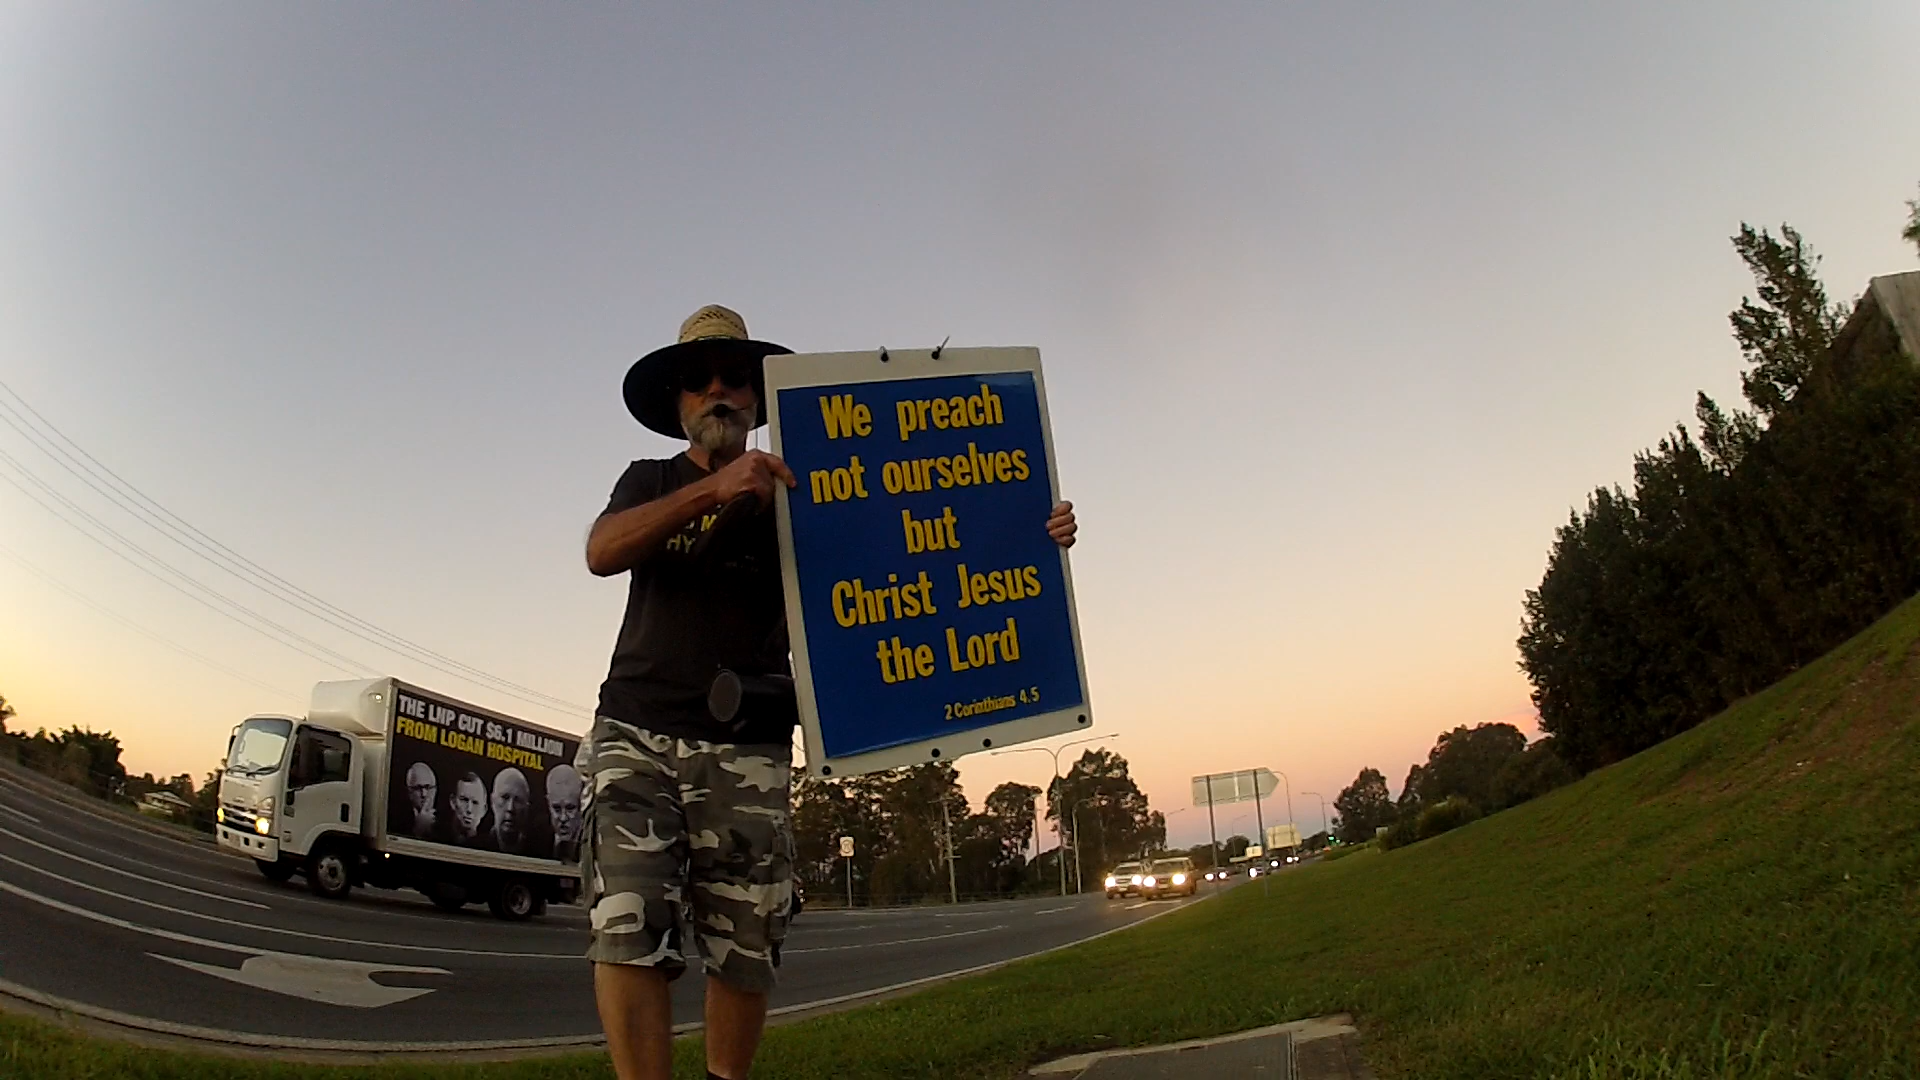 We preach
not ourselves
but
Christ Jesus
the Lord
2 Corinthians 4.5
THE LNP CUT $6.1 MILLION
FROM LOGAN HOSPITAL